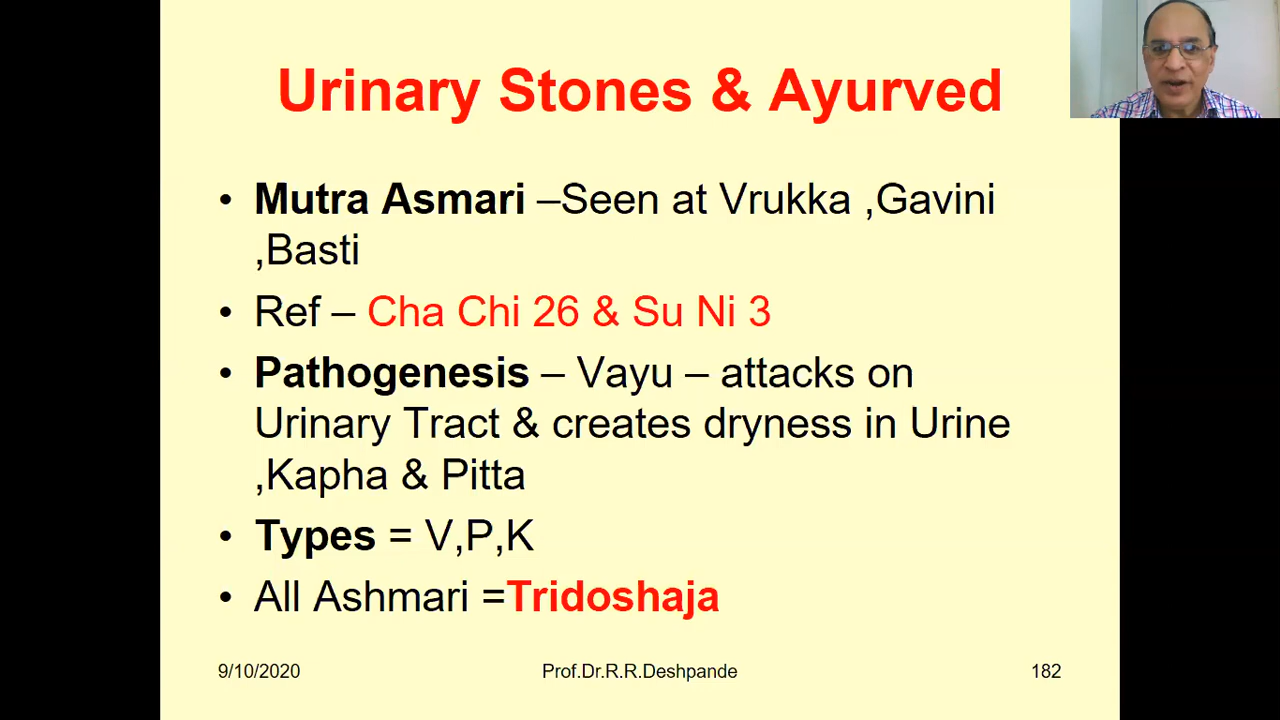 Urinary Stones & Ayurved
• Mutra Asmari –Seen at Vrukka ,Gavini
,Basti
• Ref – Cha Chi 26 & Su Ni 3
• Pathogenesis – Vayu – attacks on
Urinary Tract & creates dryness in Urine
,Kapha & Pitta
• Types = V,P,K
• All Ashmari =Tridoshaja
9/10/2020 Prof.Dr.R.R.Deshpande 182